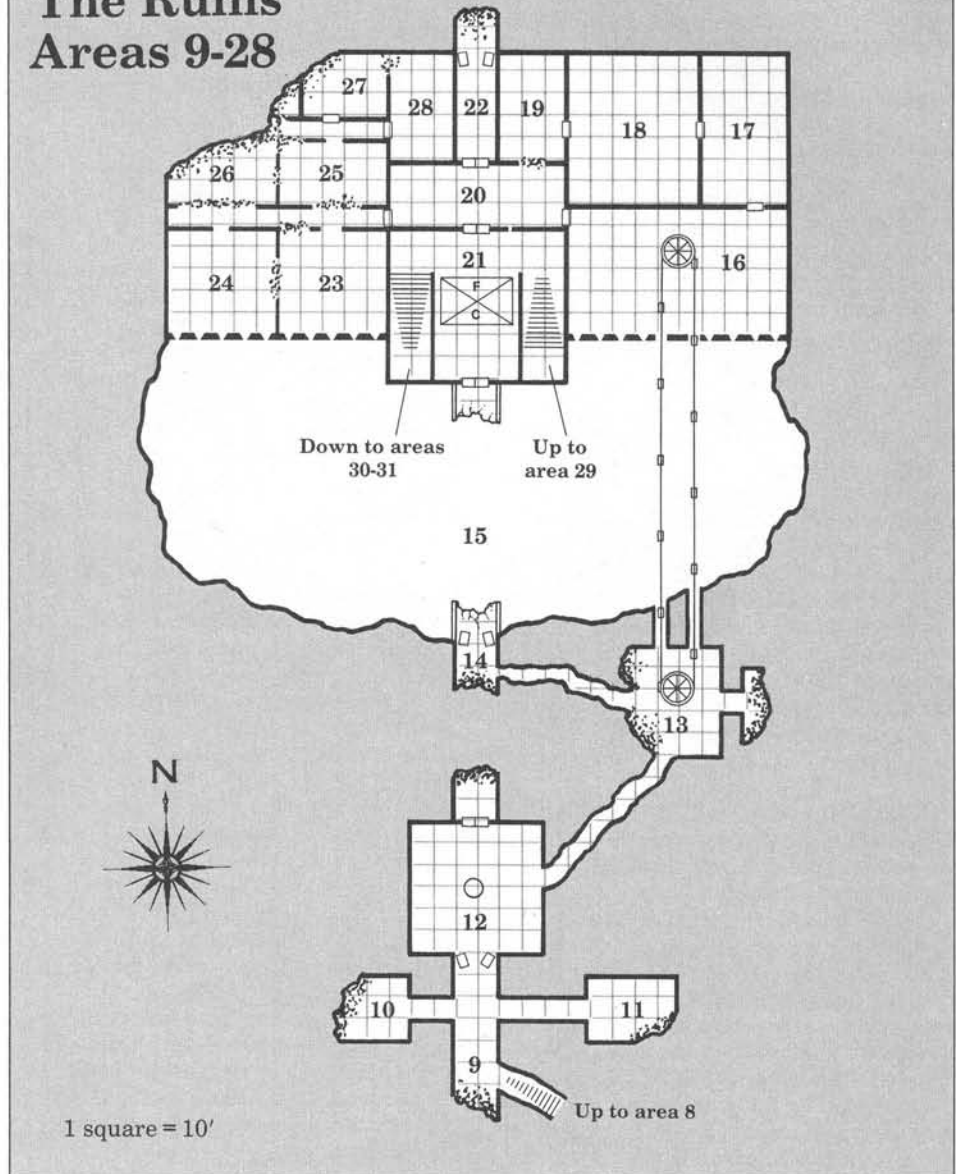 The Ruins
Areas 9-28
27
28
22
19
18
17
26
25
20
24
23
21
F
C
16
Down to areas
30-31
Up to
area 29
15
14
13
N
12
10
11
9
Up to area 8
1 square = 10'